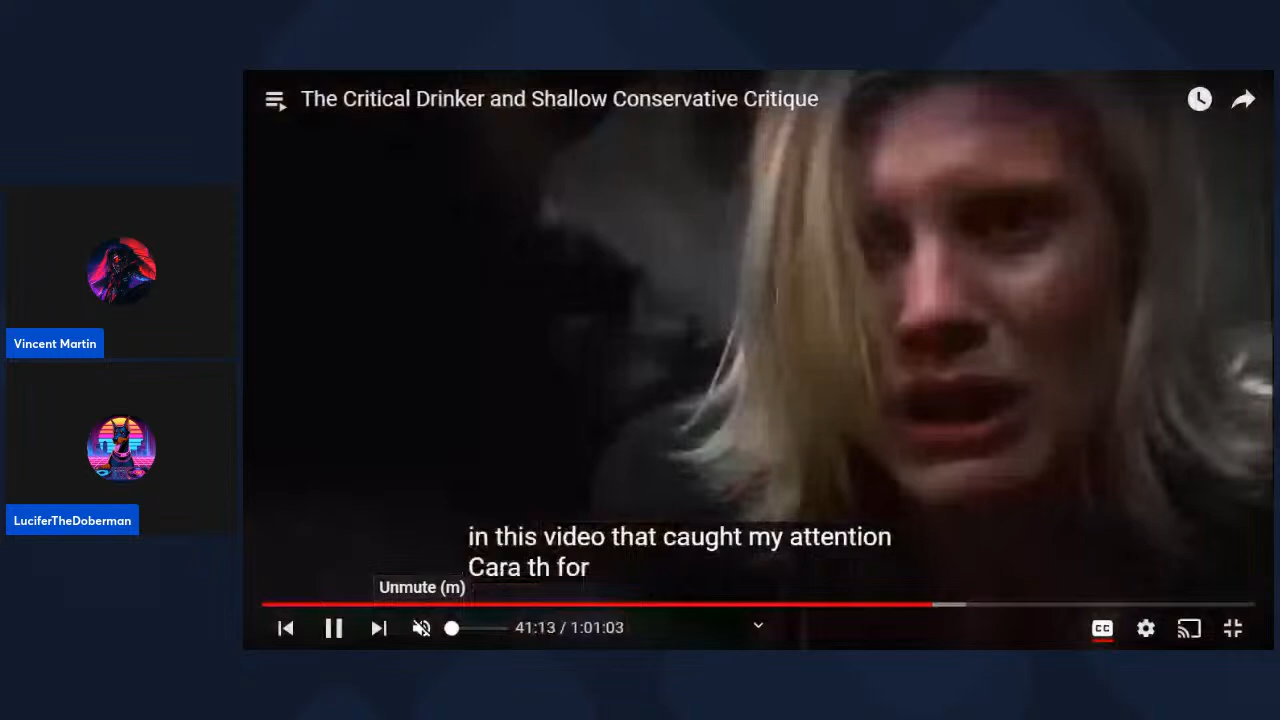 The Critical Drinker and Shallow Conservative Critique
Vincent Martin
LuciferTheDoberman
in this video that caught my attention
Cara th for
Unmute (m)
41:13 / 1:01:03
CC